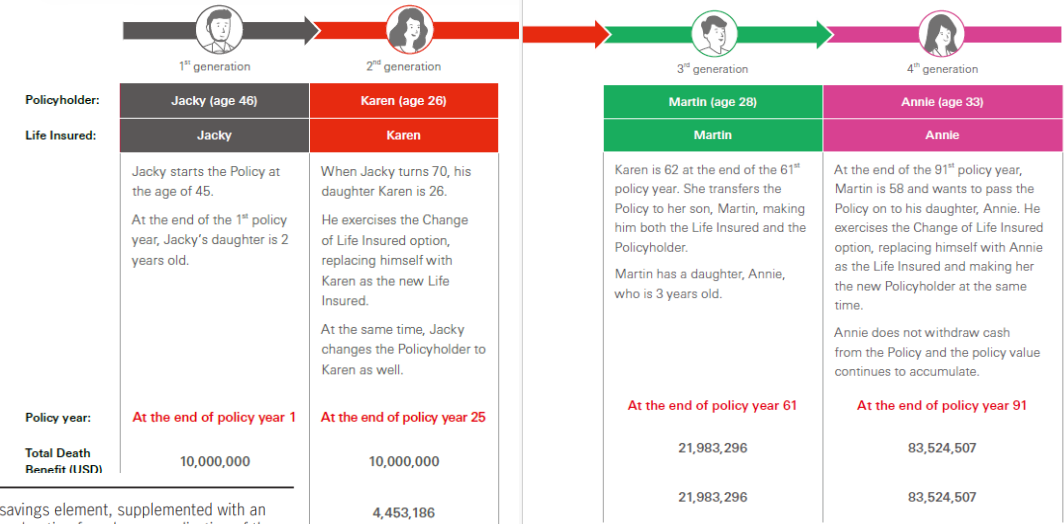 1st generation
2nd generation
3rd generation
4th generation
Policyholder:
Jacky (age 46)
Karen (age 26)
Martin (age 28)
Annie (age 33)
Life Insured:
Jacky
Karen
Martin
Annie
Jacky starts the Policy at
the age of 45.
At the end of the 1st policy
year, Jacky's daughter is 2
years old.
When Jacky turns 70, his
daughter Karen is 26.
He exercises the Change
of Life Insured option,
replacing himself with
Karen as the new Life
Insured.
At the same time, Jacky
changes the Policyholder to
Karen as well.
Karen is 62 at the end of the 61st
policy year. She transfers the
Policy to her son, Martin, making
him both the Life Insured and the
Policyholder.
Martin has a daughter, Annie,
who is 3 years old.
At the end of the 91st policy year,
Martin is 58 and wants to pass the
Policy on to his daughter, Annie. He
exercises the Change of Life Insured
option, replacing himself with Annie
as the Life Insured and making her
the new Policyholder at the same
time.
Annie does not withdraw cash
from the Policy and the policy value
continues to accumulate.
Policy year:
At the end of policy year 1
At the end of policy year 25
At the end of policy year 61
At the end of policy year 91
Total Death
Benefit (USD)
10,000,000
10,000,000
21,983,296
83,524,507
savings element, supplemented with an
4,453,186
21,983,296
83,524,507